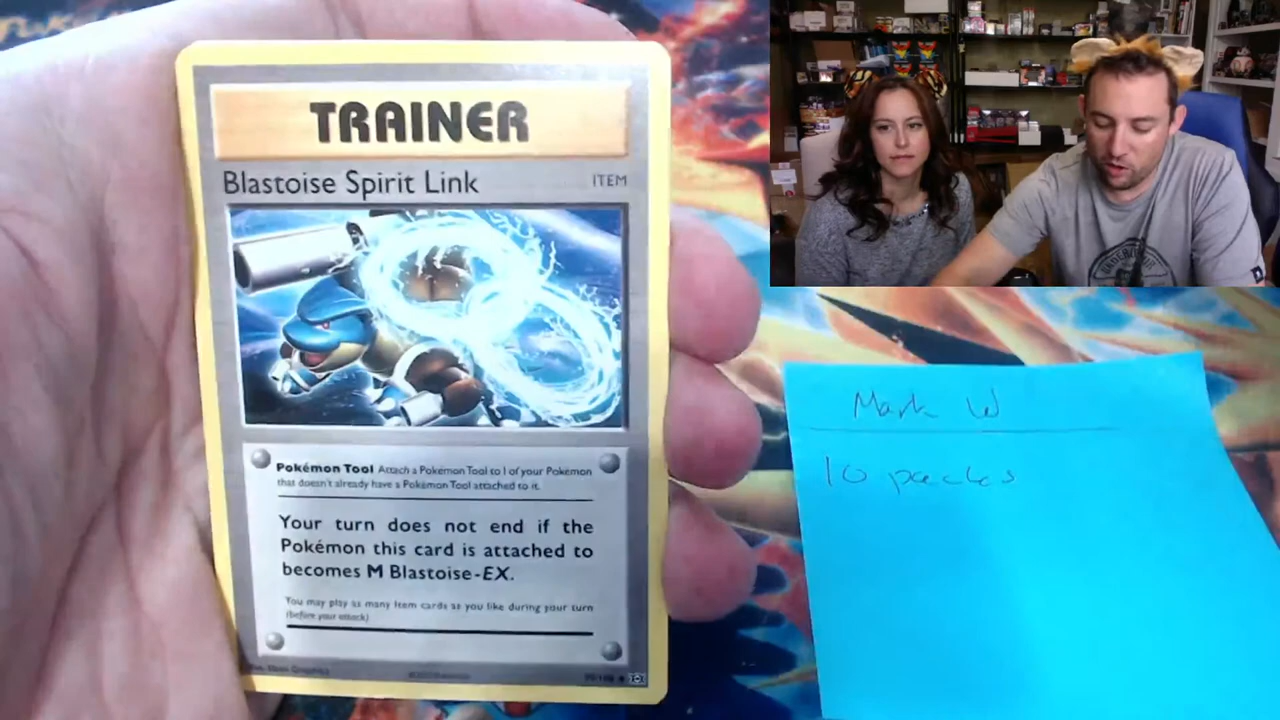 TRAINER
Blastoise Spirit Link ITEM
Pokémon Tool Attach a Pokémon Tool to 1 of your Pokémon
that doesn't already have a Pokémon Tool attached to it.
Your turn does not end if the
Pokémon this card is attached to
becomes M Blastoise-EX.
You may play as many Item cards as you like during your turn
(before your attack).
Mark W
10 packs